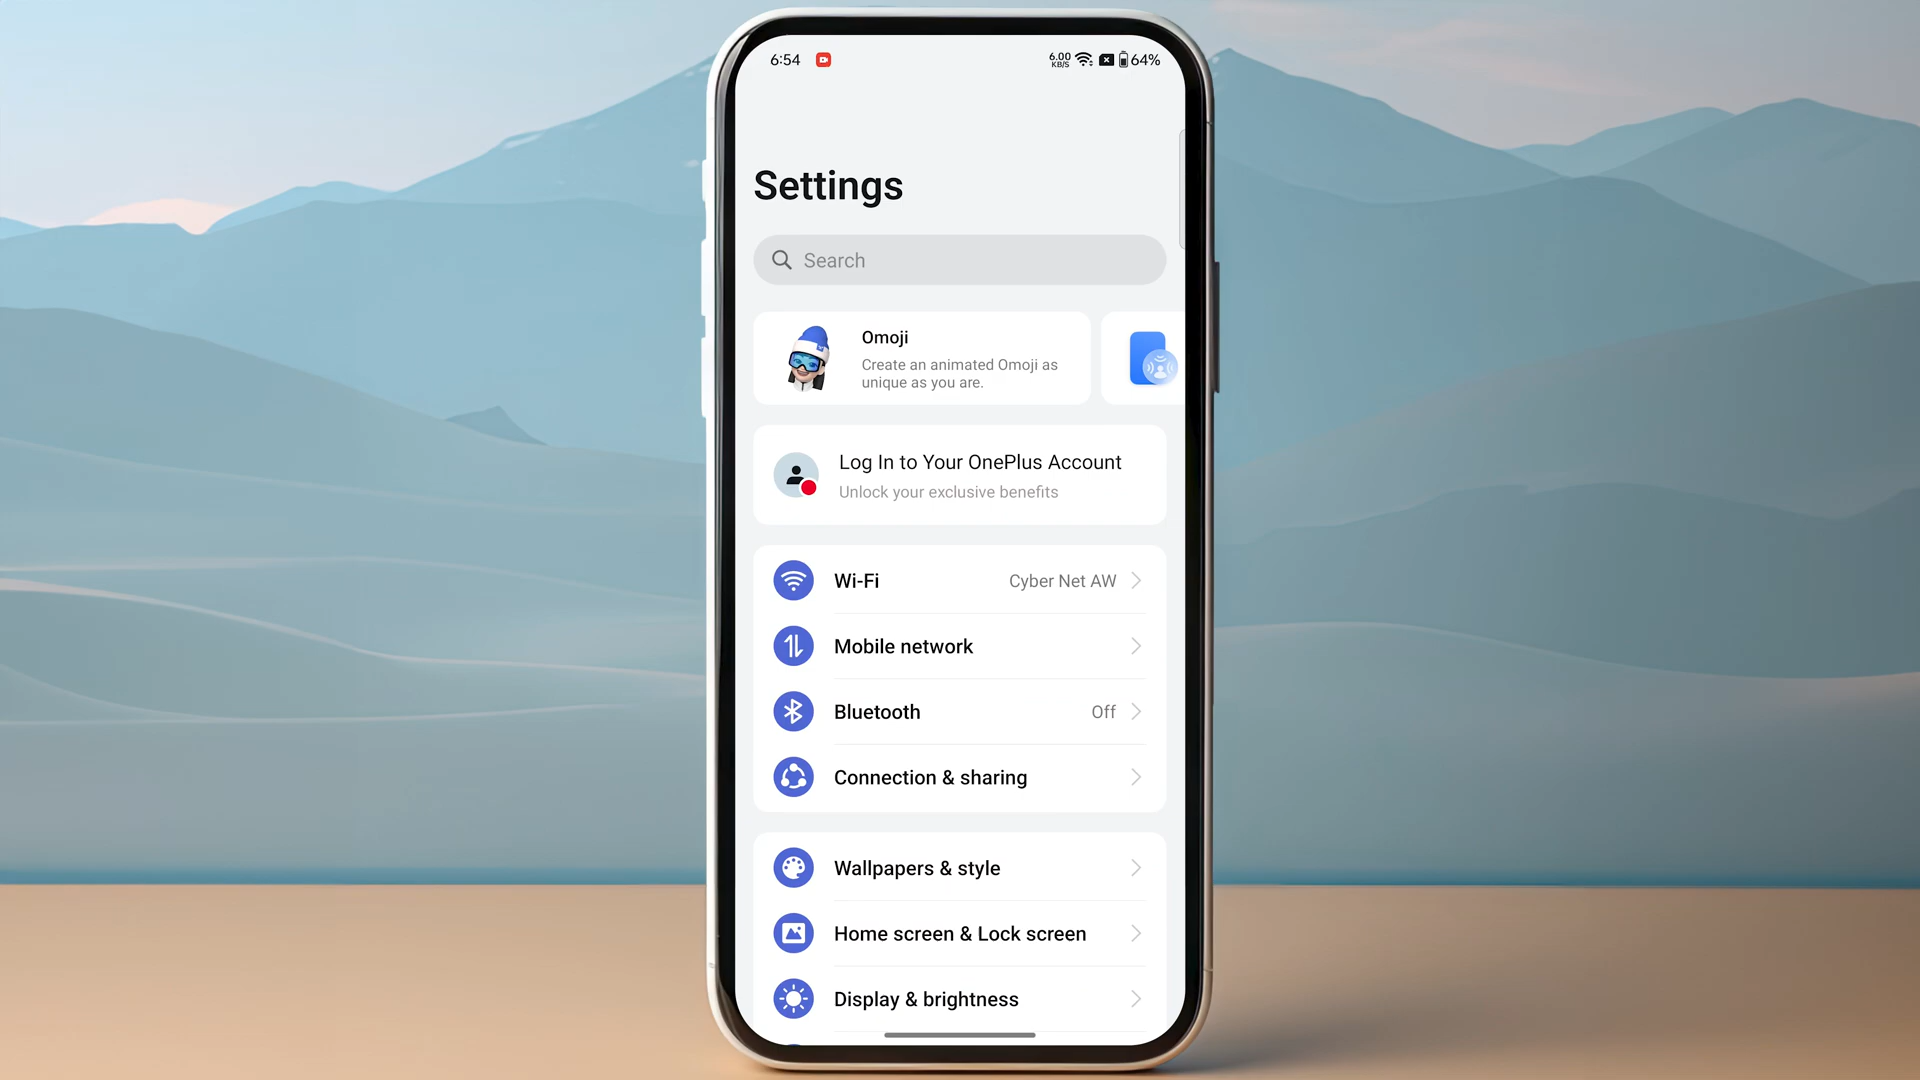 6:54
6.00 KB/S 64%
Settings
Search
Omoji
Create an animated Omoji as
unique as you are.
Log In to Your OnePlus Account
Unlock your exclusive benefits
Wi-Fi Cyber Net AW
Mobile network
Bluetooth Off
Connection & sharing
Wallpapers & style
Home screen & Lock screen
Display & brightness